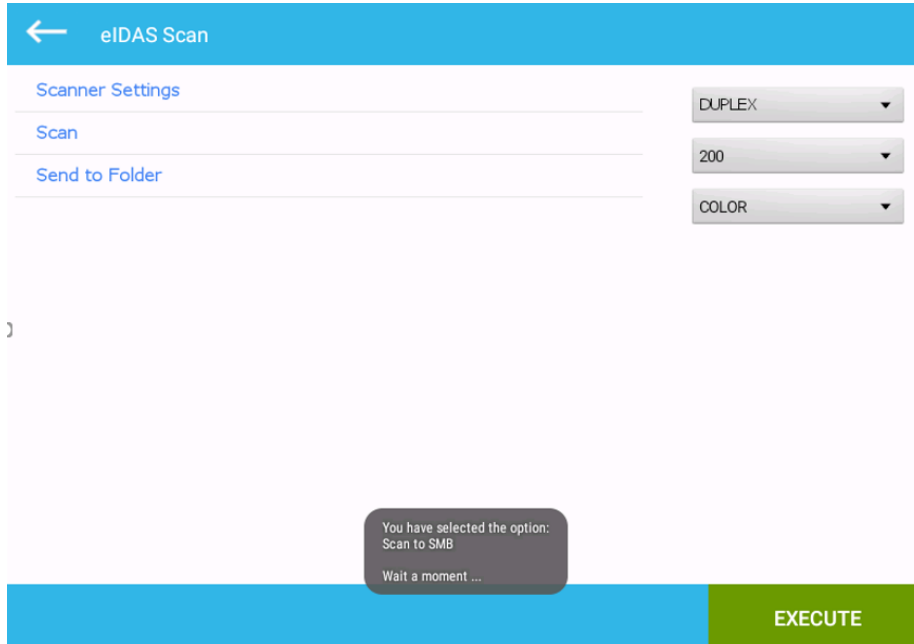 eIDAS Scan
Scanner Settings
Scan
Send to Folder
DUPLEX
200
COLOR
You have selected the option:
Scan to SMB
Wait a moment ...
EXECUTE